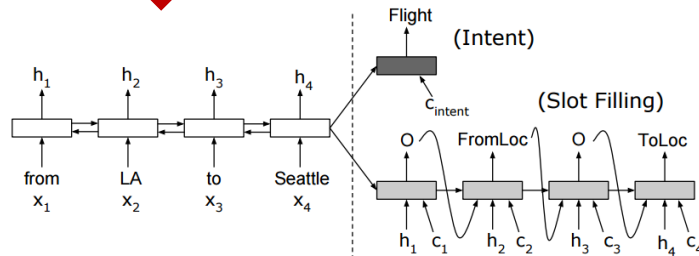 Flight
(Intent)
h1 h2 h3 h4
cintent
(Slot Filling)
O FromLoc O ToLoc
from LA to Seattle
x1 x2 x3 x4
h1 c1 h2 c2 h3 c3 h4 c4